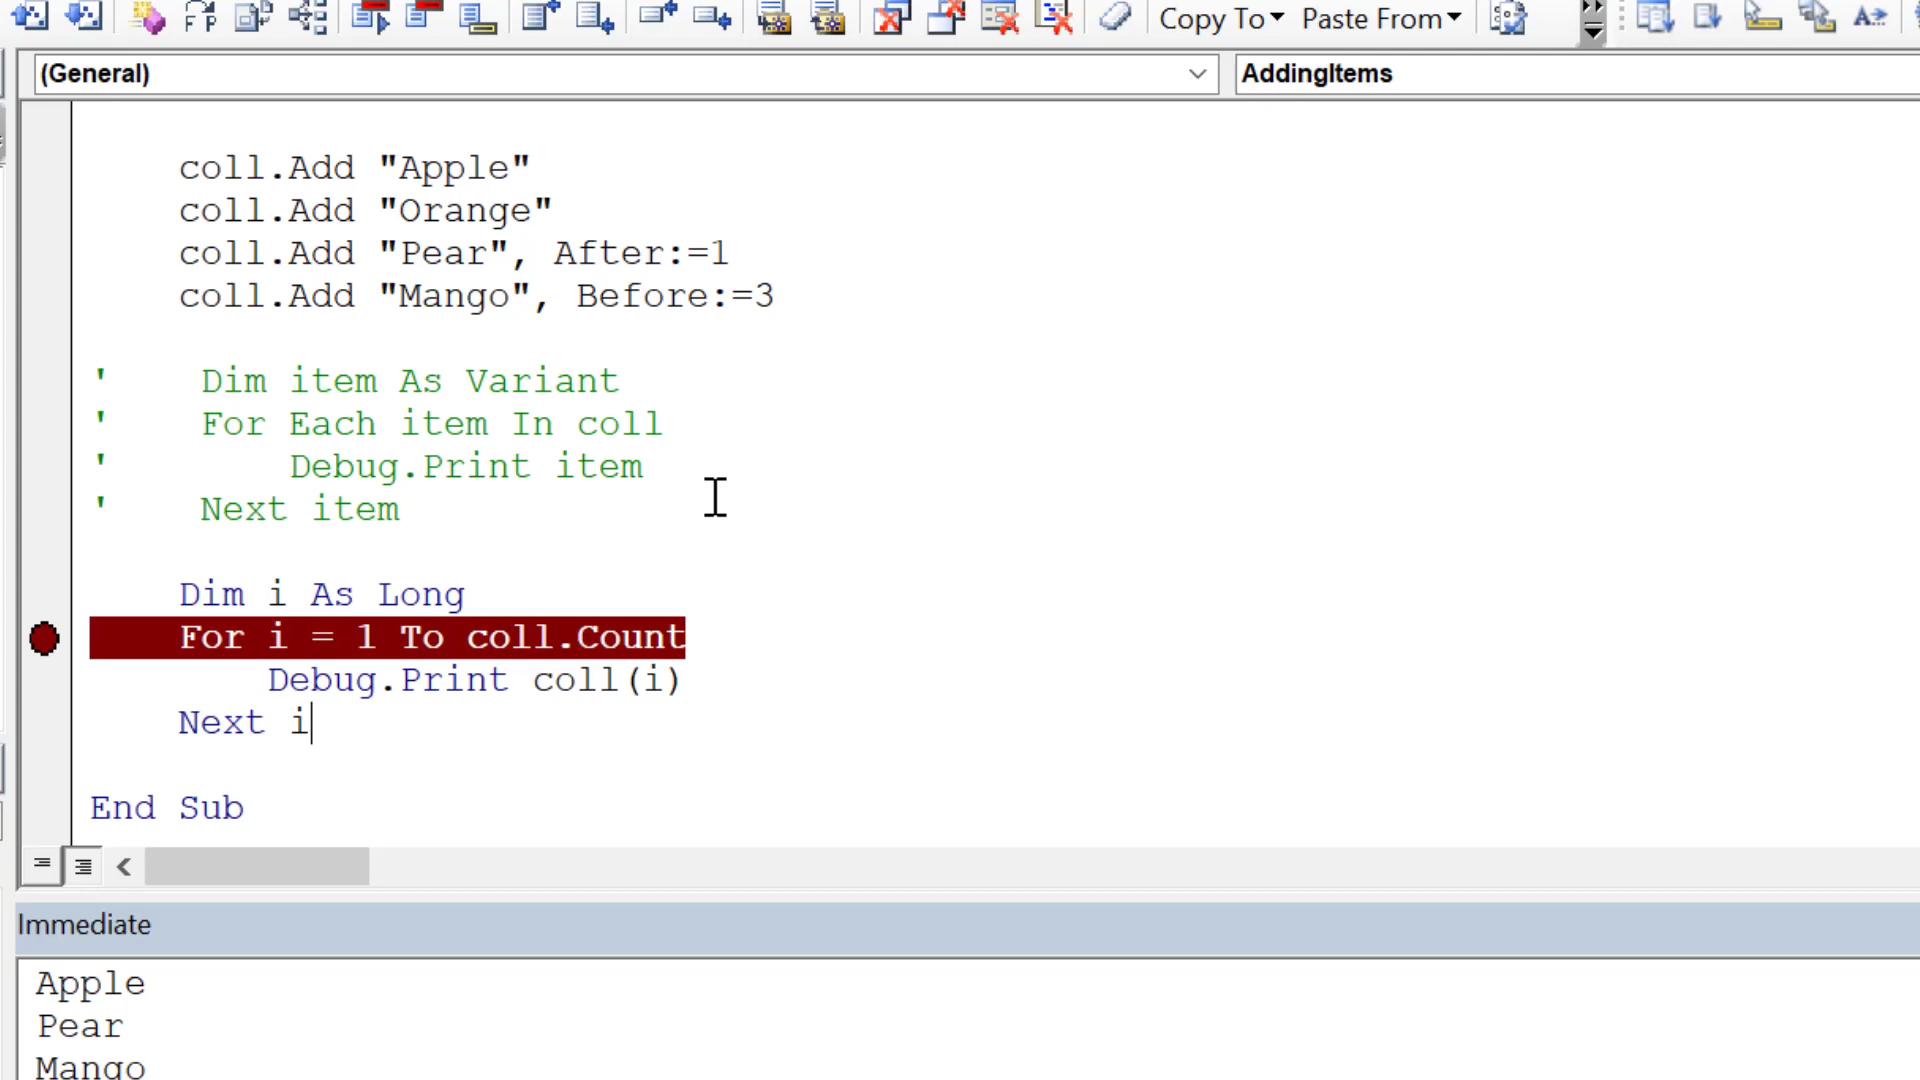 Copy To Paste From
(General) AddingItems
coll.Add "Apple"
coll.Add "Orange"
coll.Add "Pear", After:=1
coll.Add "Mango", Before:=3
' Dim item As Variant
' For Each item In coll
' Debug.Print item
' Next item
Dim i As Long
For i = 1 To coll.Count
Debug.Print coll(i)
Next i
End Sub
Immediate
Apple
Pear
Mango